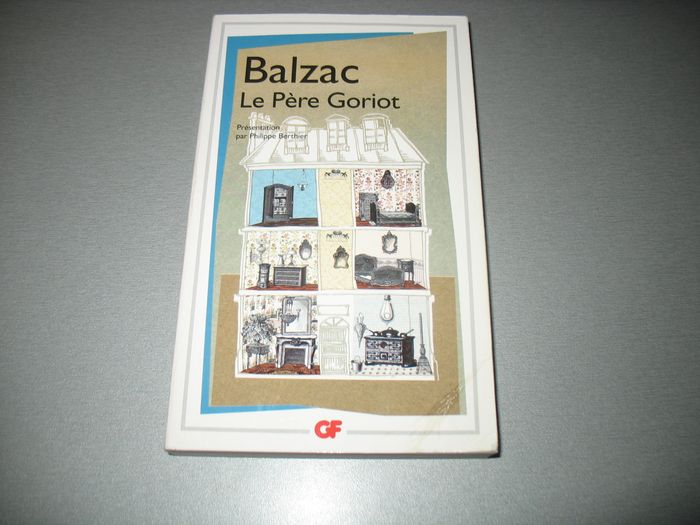 Balzac
Le Père Goriot
Présentation
par Philippe Berthier
GF